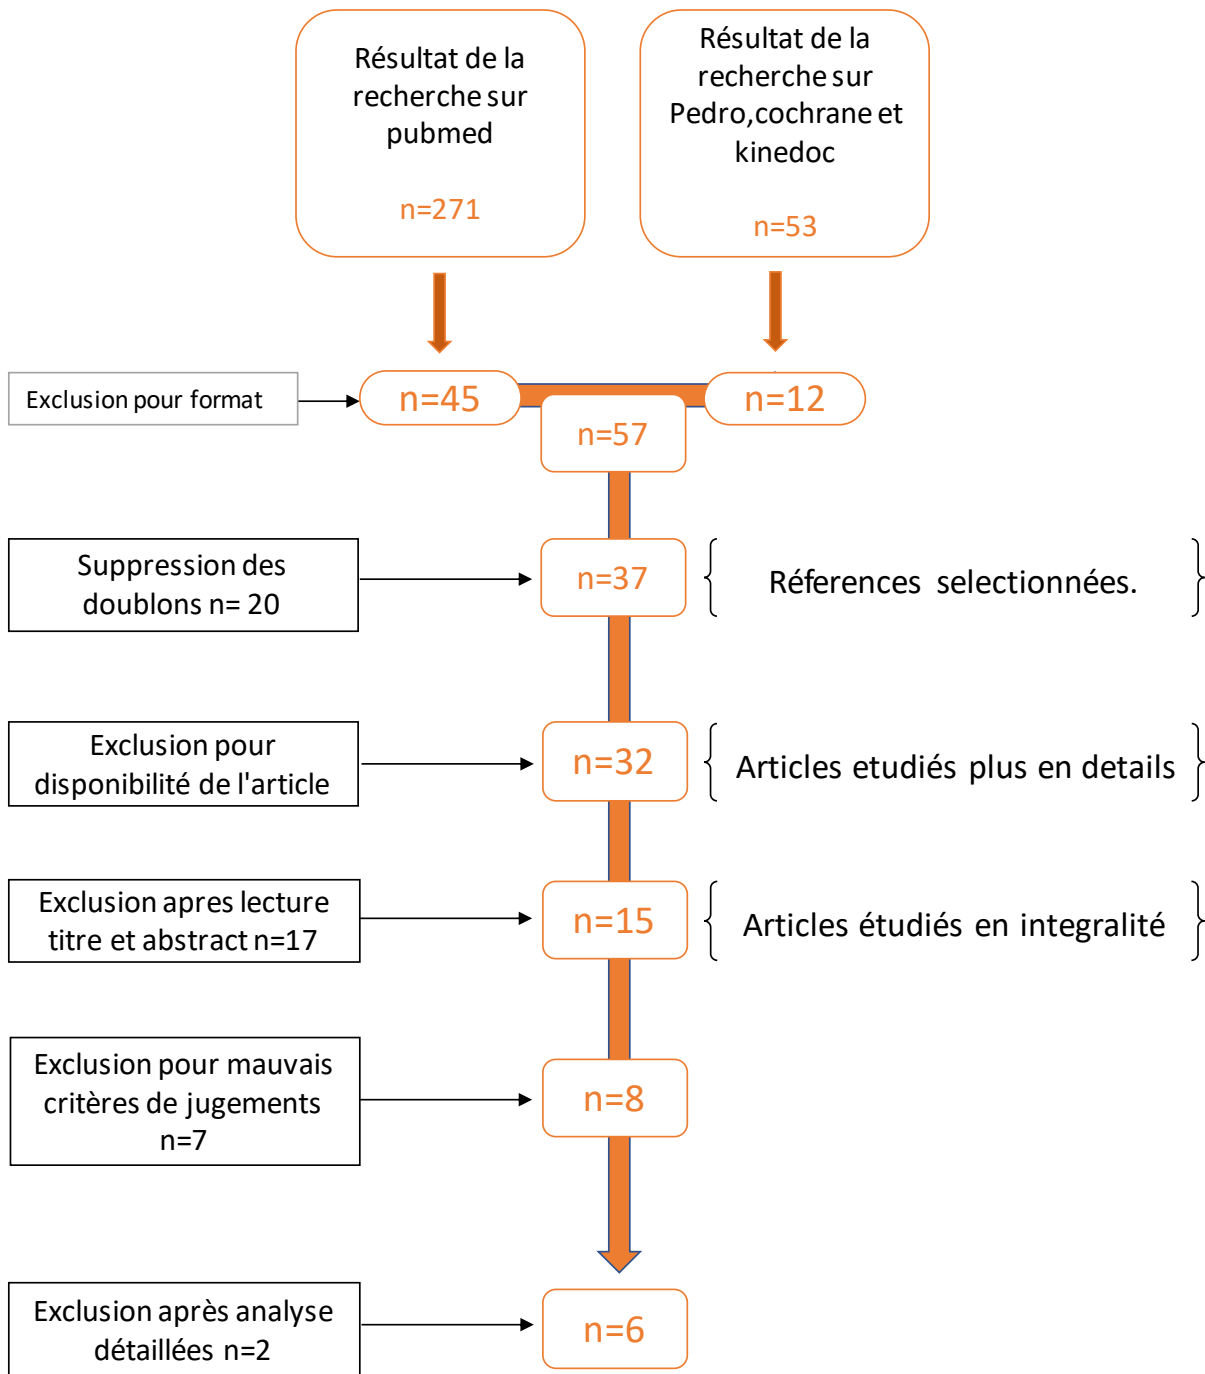 Résultat de la
recherche sur
pubmed
n=271
Résultat de la
recherche sur
Pedro,cochrane et
kinedoc
n=53
Exclusion pour format
n=45
n=12
n=57
Suppression des
doublons n= 20
n=37
Réferences selectionnées.
Exclusion pour
disponibilité de l'article
n=32
Articles etudiés plus en details
Exclusion apres lecture
titre et abstract n=17
n=15
Articles étudiés en integralité
Exclusion pour mauvais
critères de jugements
n=7
n=8
Exclusion après analyse
détaillées n=2
n=6